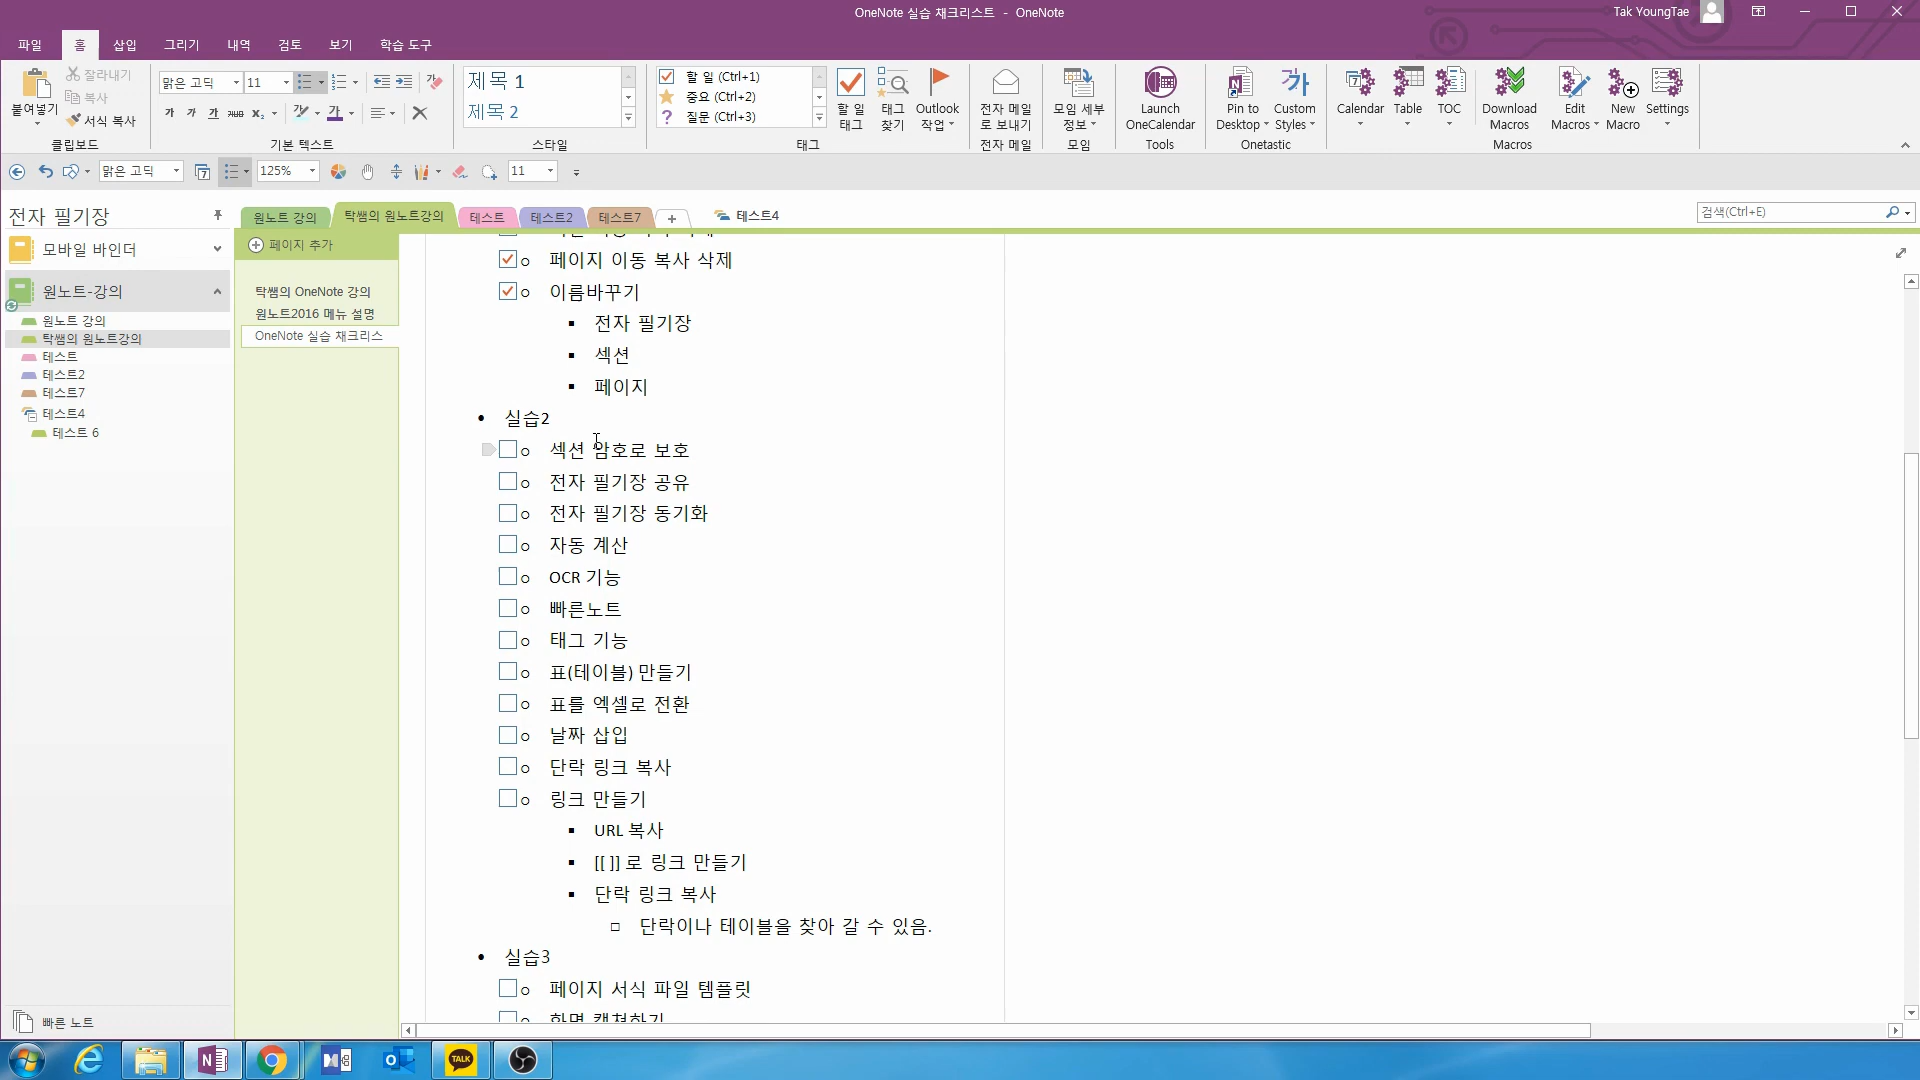 OneNote 실습 채크리스트 - OneNote
Tak YoungTae
파일 홈 삽입 그리기 내역 검토 보기 학습 도구
붙여넣기
잘라내기
복사
서식 복사
클립보드
맑은 고딕 11
가 가 가
기본 텍스트
제목 1
제목 2
스타일
할 일 (Ctrl+1)
중요 (Ctrl+2)
질문 (Ctrl+3)
할 일 태그
태그 찾기
Outlook 작업
태그
전자 메일로 보내기
전자 메일
모임 세부 정보
모임
Launch OneCalendar
Tools
Pin to Desktop
Custom Styles
Onetastic
Calendar
Table
TOC
Download Macros
Edit Macros
New Macro
Settings
Macros
맑은 고딕 125% 11
전자 필기장
모바일 바인더
원노트-강의
원노트 강의
탁쌤의 원노트강의
테스트
테스트2
테스트7
테스트4
테스트 6
빠른 노트
원노트 강의 탁쌤의 원노트강의 테스트 테스트2 테스트7 + 테스트4
검색(Ctrl+E)
페이지 추가
탁쌤의 OneNote 강의
원노트2016 메뉴 설명
OneNote 실습 채크리스
페이지 이동 복사 삭제
이름바꾸기
전자 필기장
섹션
페이지
실습2
섹션 암호로 보호
전자 필기장 공유
전자 필기장 동기화
자동 계산
OCR 기능
빠른노트
태그 기능
표(테이블) 만들기
표를 엑셀로 전환
날짜 삽입
단락 링크 복사
링크 만들기
URL 복사
[[ ]] 로 링크 만들기
단락 링크 복사
단락이나 테이블을 찾아 갈 수 있음.
실습3
페이지 서식 파일 템플릿
화면 캡쳐하기
TALK